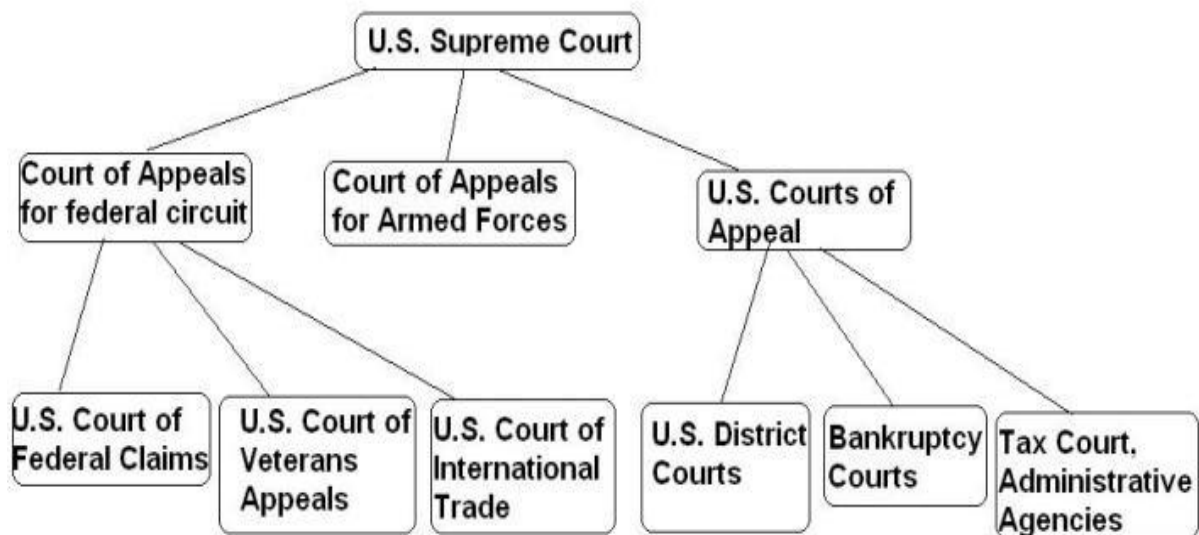 U.S. Supreme Court
Court of Appeals
for federal circuit
Court of Appeals
for Armed Forces
U.S. Courts of
Appeal
U.S. Court of
Federal Claims
U.S. Court of
Veterans
Appeals
U.S. Court of
International
Trade
U.S. District
Courts
Bankruptcy
Courts
Tax Court,
Administrative
Agencies